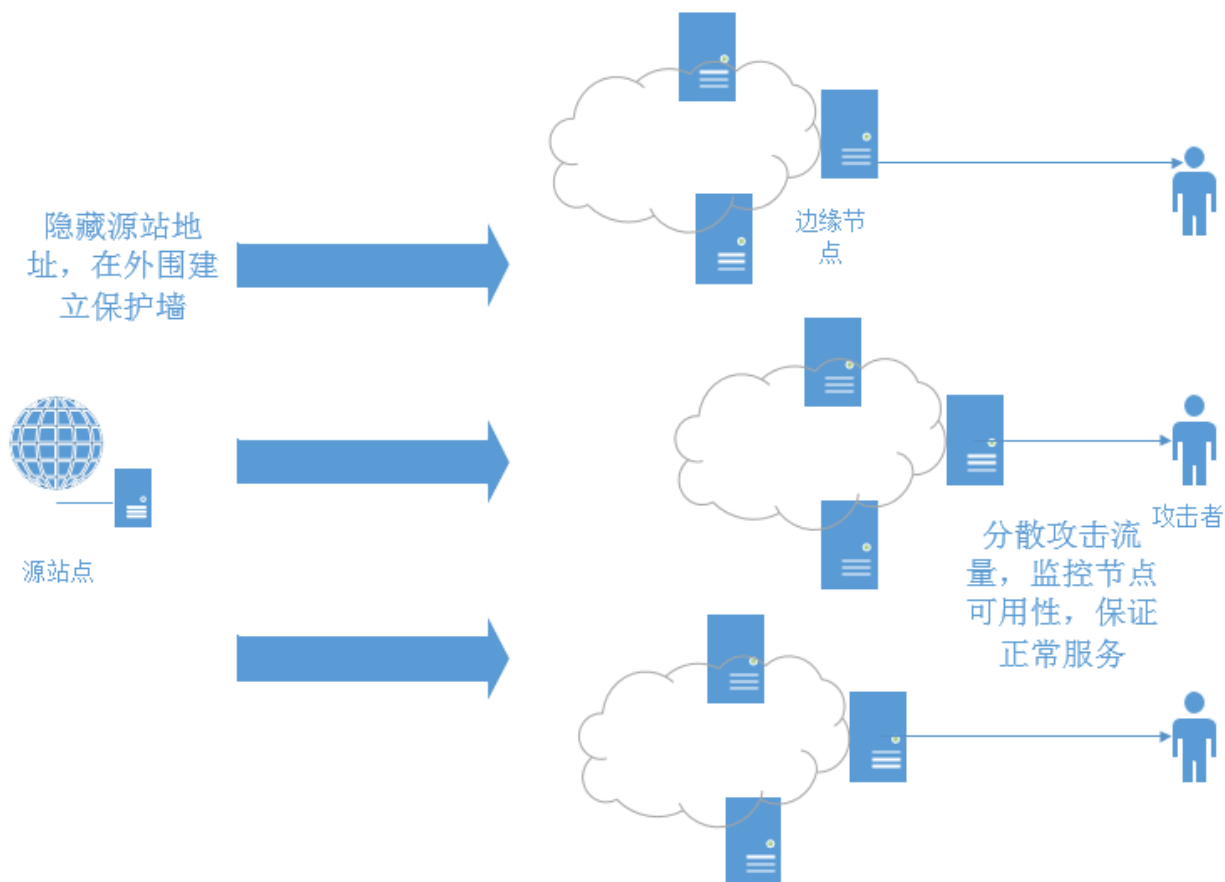 隐藏源站地
址，在外围建
立保护墙
边缘节
点
源站点
攻击者
分散攻击流
量，监控节点
可用性，保证
正常服务